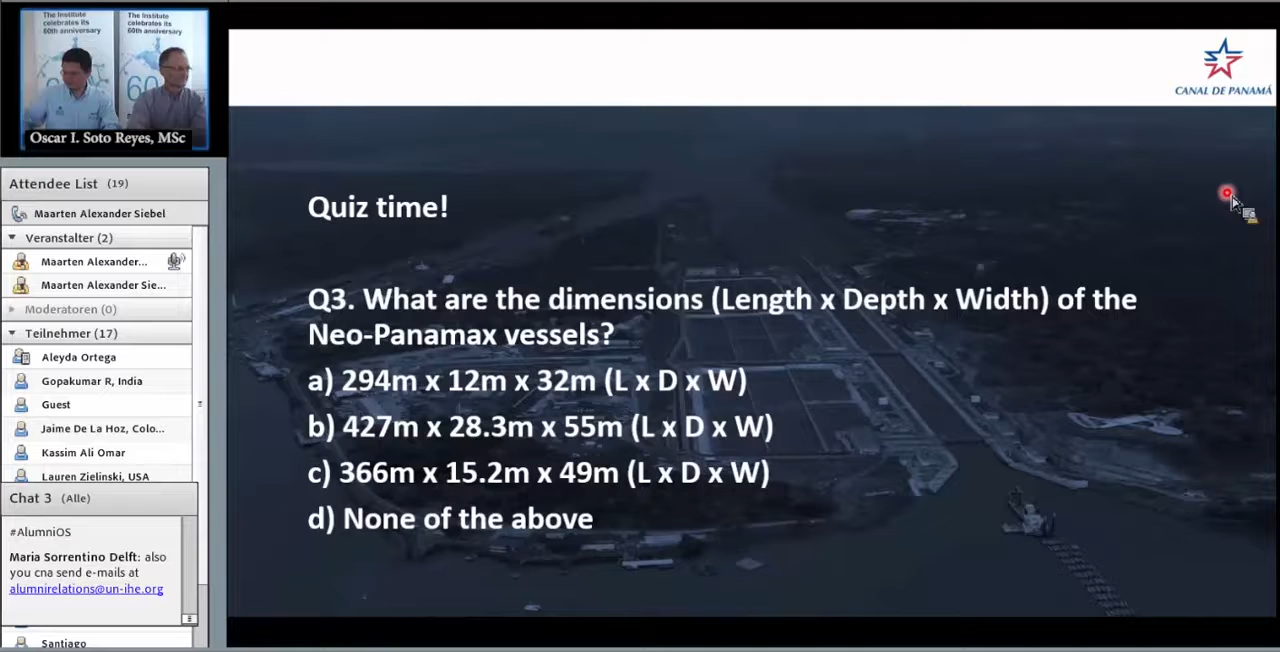 The Institute
celebrates its
60th anniversary
The Institute
celebrates its
60th anniversary
60
Oscar I. Soto Reyes, MSc
Attendee List (19)
Maarten Alexander Siebel
Veranstalter (2)
Maarten Alexander...
Maarten Alexander Sie...
Moderatoren (0)
Teilnehmer (17)
Aleyda Ortega
Gopakumar R, India
Guest
Jaime De La Hoz, Colo...
Kassim Ali Omar
Lauren Zielinski, USA
Chat 3 (Alle)
#AlumniOS
Maria Sorrentino Delft: also
you cna send e-mails at
alumnirelations@un-ihe.org
Santiago
CANAL DE PANAMÁ
Quiz time!
Q3. What are the dimensions (Length x Depth x Width) of the
Neo-Panamax vessels?
a) 294m x 12m x 32m (L x D x W)
b) 427m x 28.3m x 55m (L x D x W)
c) 366m x 15.2m x 49m (L x D x W)
d) None of the above